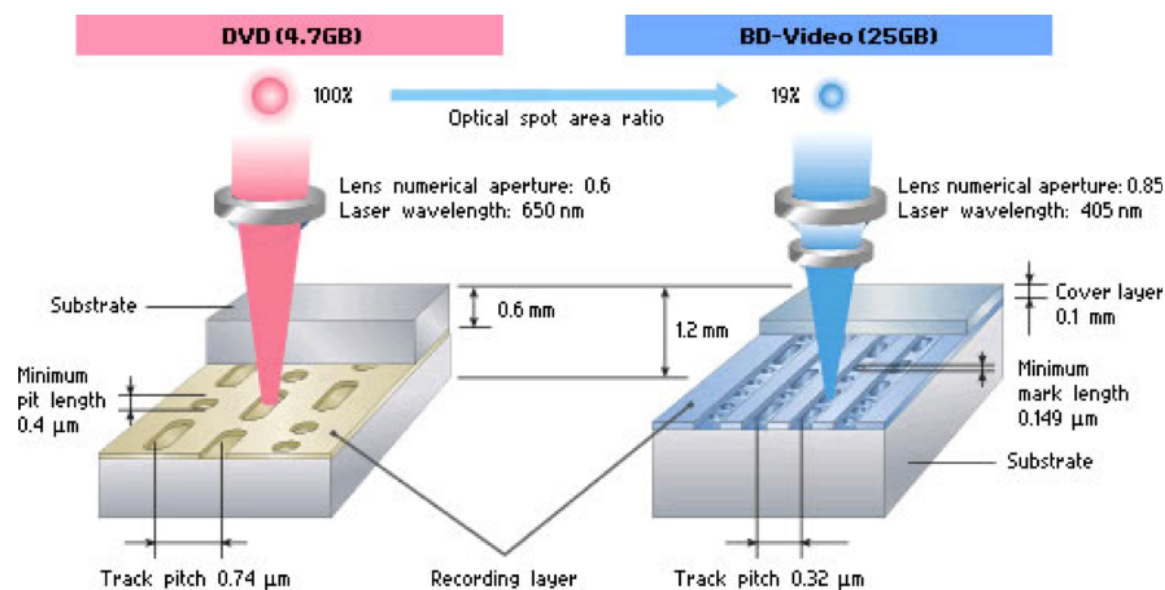 DVD (4.7GB)
BD-Video (25GB)
100%
19%
Optical spot area ratio
Lens numerical aperture: 0.6
Laser wavelength: 650 nm
Lens numerical aperture: 0.85
Laser wavelength: 405 nm
Substrate
0.6 mm
1.2 mm
Cover layer
0.1 mm
Minimum
pit length
0.4 μm
Minimum
mark length
0.149 μm
Substrate
Track pitch 0.74 μm
Recording layer
Track pitch 0.32 μm